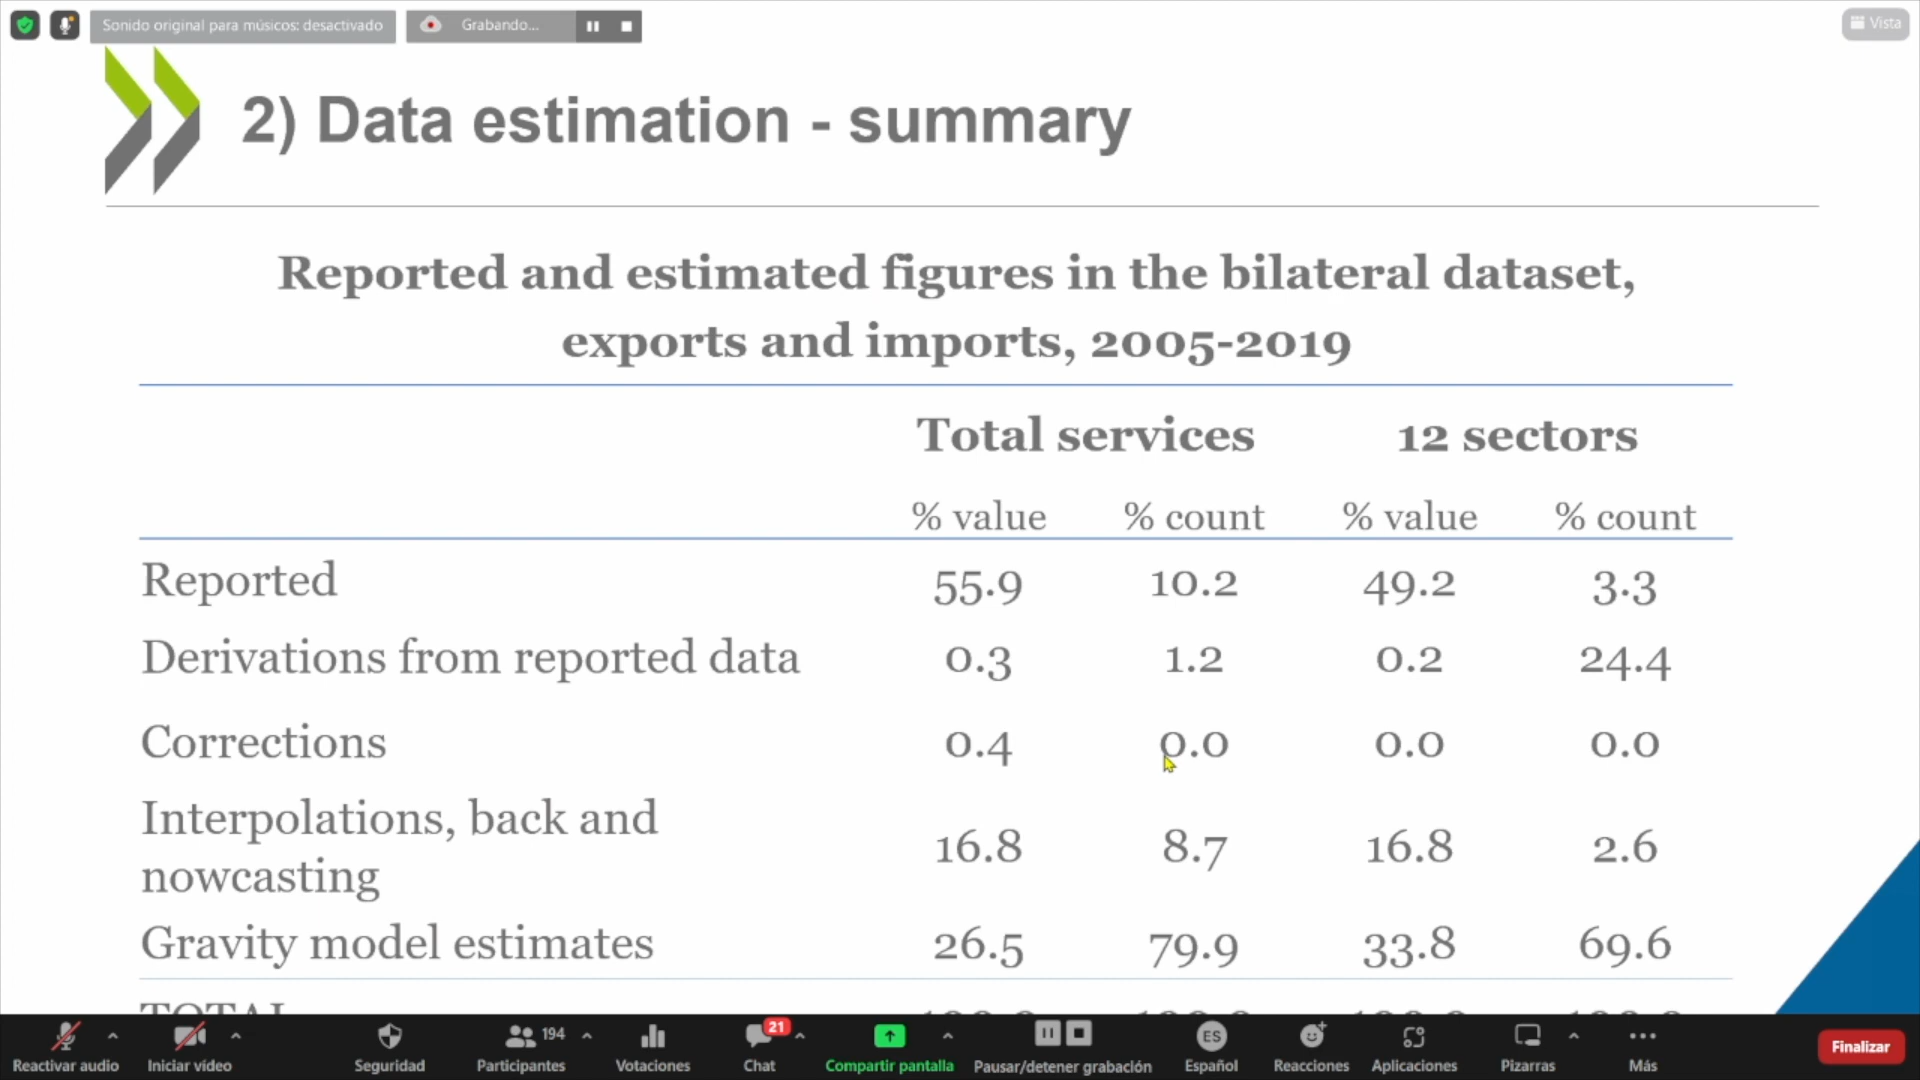 Sonido original para músicos: desactivado
Grabando...
Vista
2) Data estimation - summary
Reported and estimated figures in the bilateral dataset,
exports and imports, 2005-2019
Total services 12 sectors
% value % count % value % count
Reported 55.9 10.2 49.2 3.3
Derivations from reported data 0.3 1.2 0.2 24.4
Corrections 0.4 0.0 0.0 0.0
Interpolations, back and
nowcasting 16.8 8.7 16.8 2.6
Gravity model estimates 26.5 79.9 33.8 69.6
TOTAL
194 21 ES
Reactivar audio Iniciar vídeo Seguridad Participantes Votaciones Chat Compartir pantalla Pausar/detener grabación Español Reacciones Aplicaciones Pizarras Más Finalizar